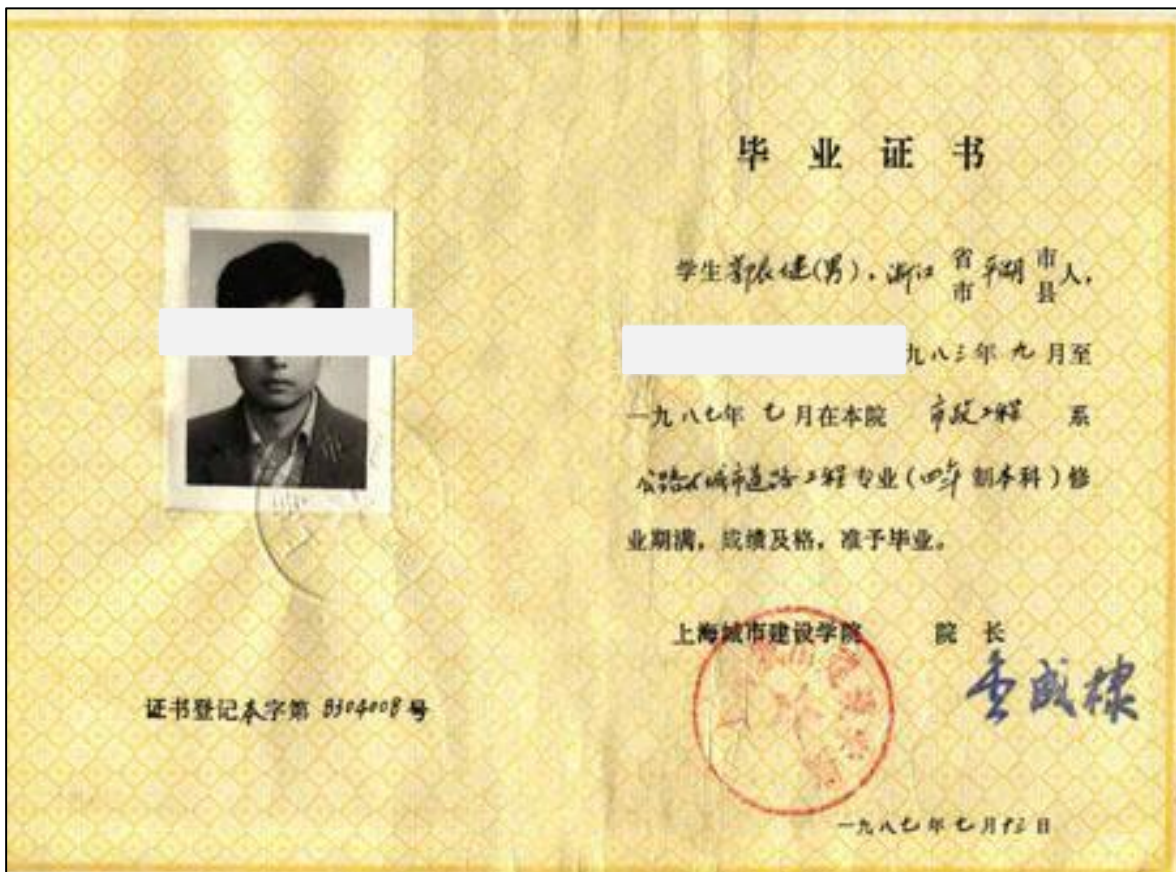 毕业证书
学生郭长健(男)，浙江省市平湖市县人，
九八三年九月至
一九八七年七月在本院 市政工程 系
公路与城市道路工程专业(四年制本科)修
业期满，成绩及格，准予毕业。
上海城市建设学院 院长
证书登记本字第8304008号
一九八七年七月十三日